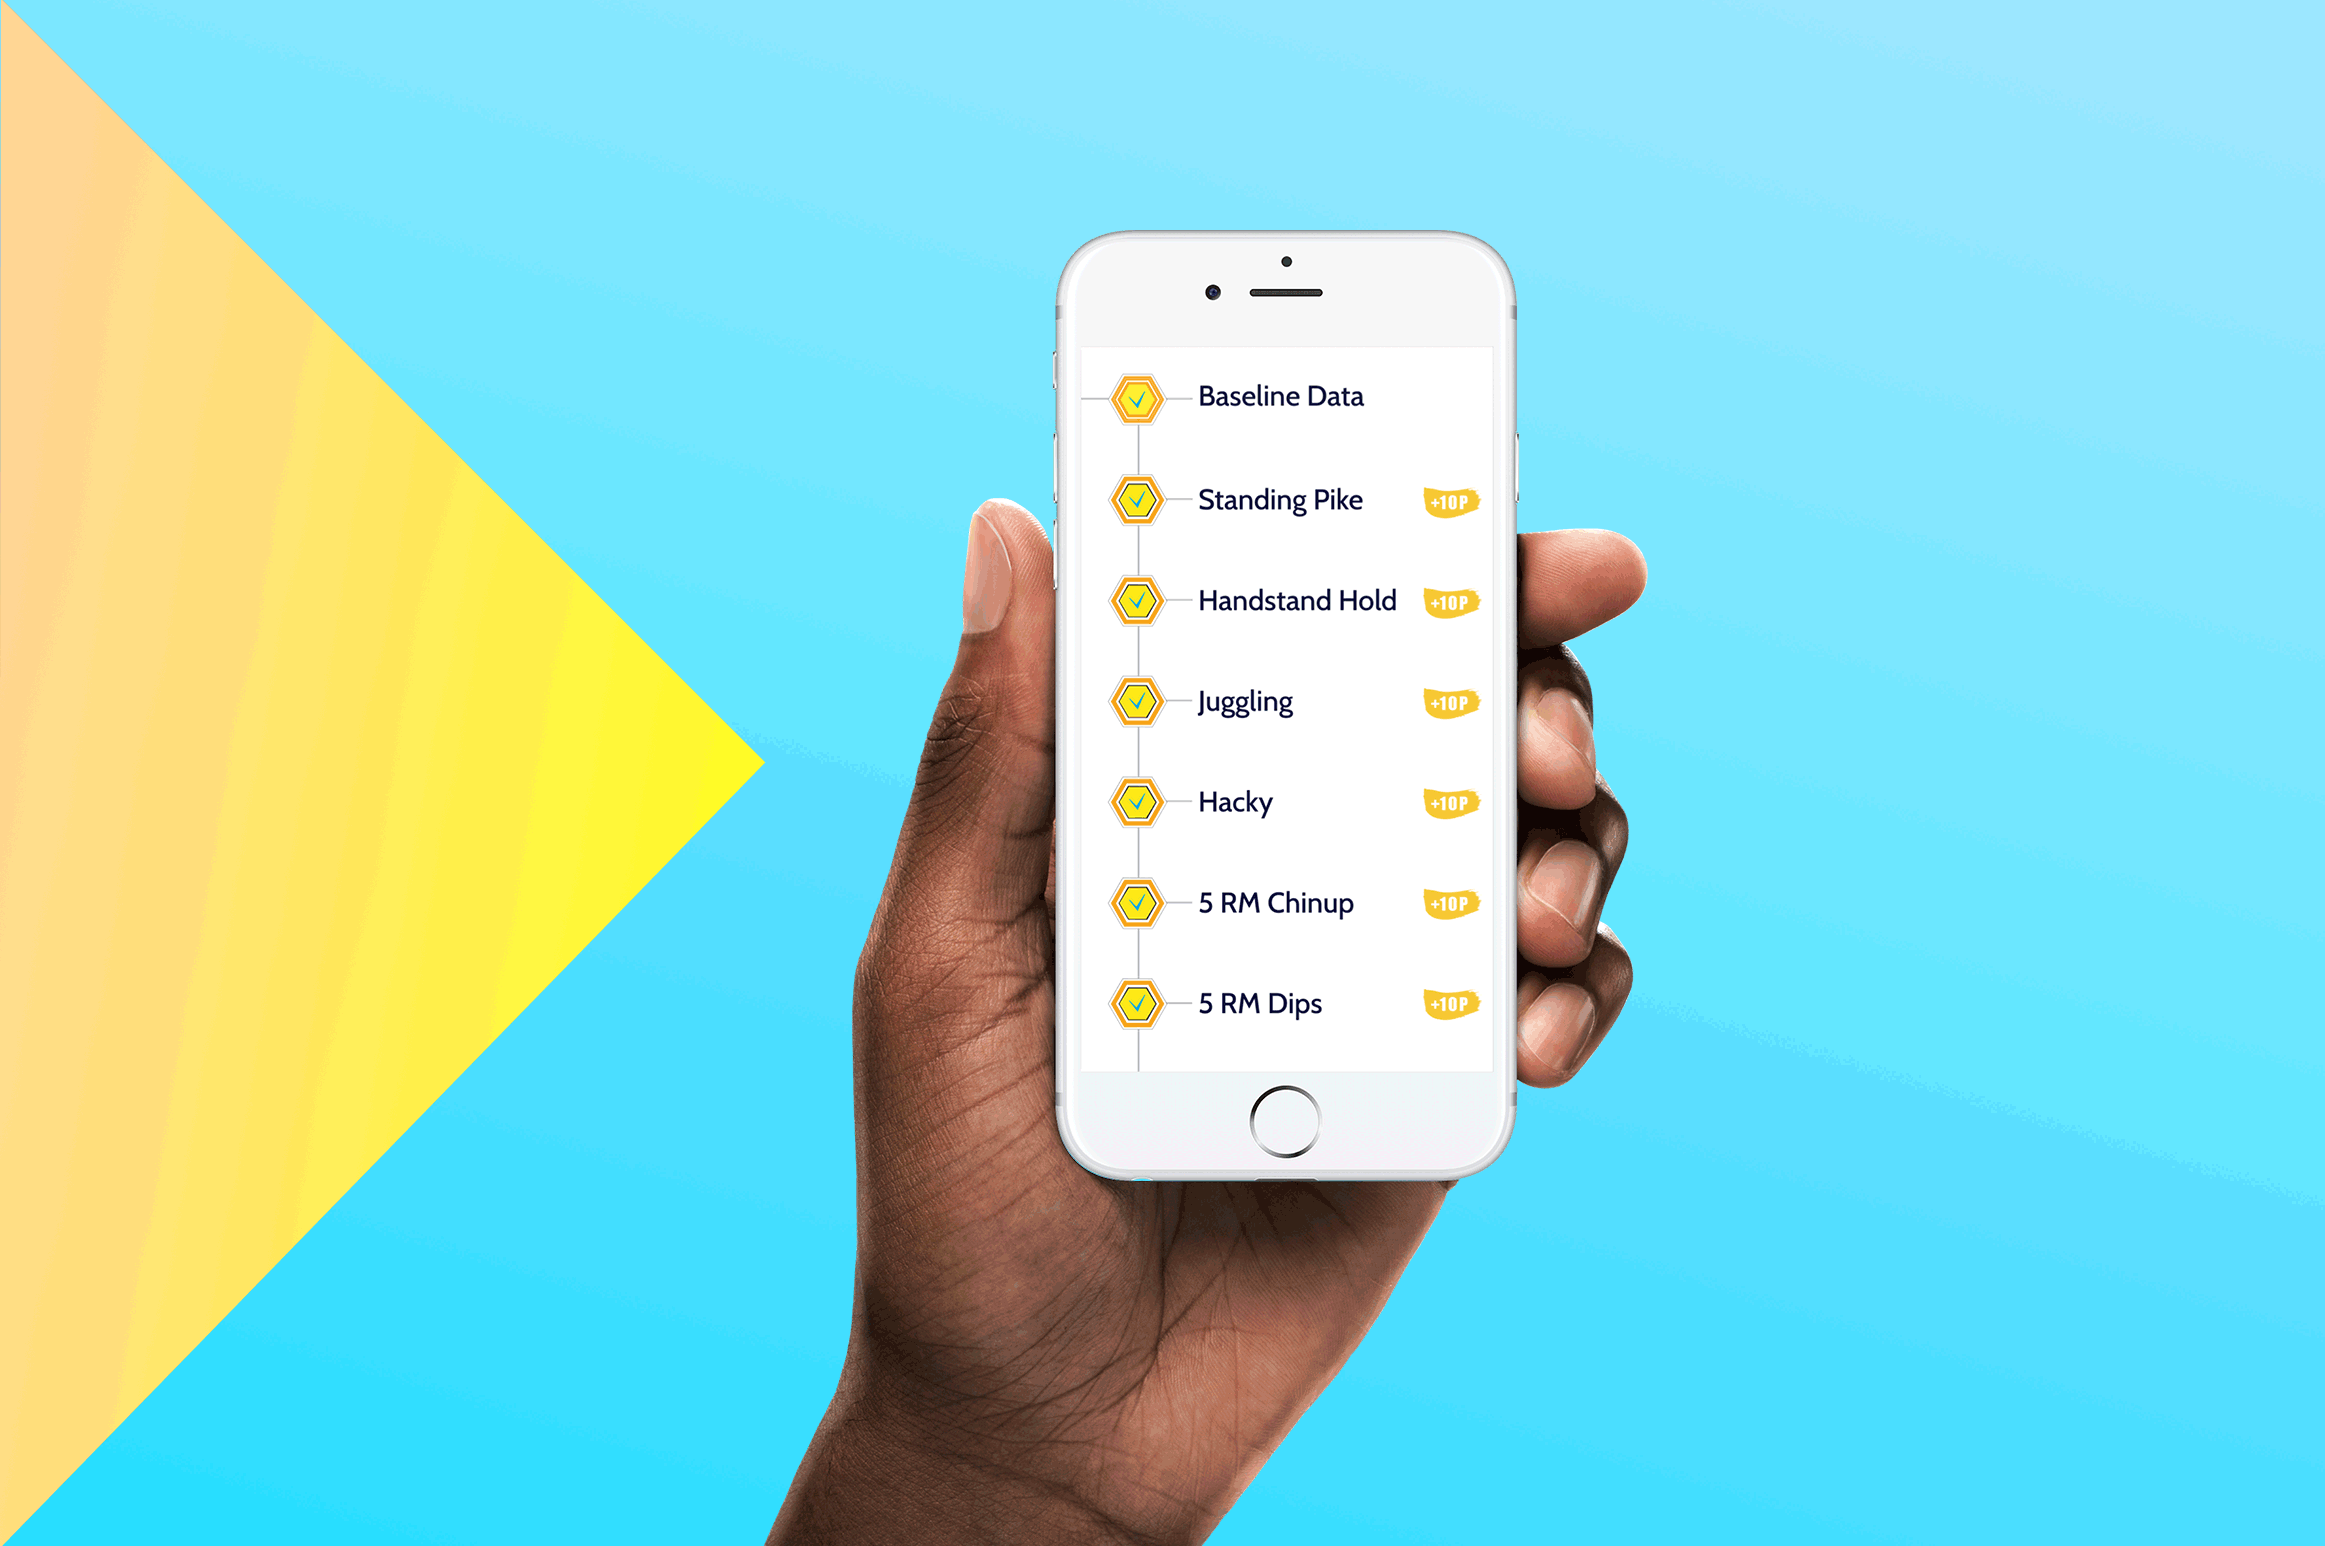 Baseline Data
Standing Pike +10P
Handstand Hold +10P
Juggling +10P
Hacky +10P
5 RM Chinup +10P
5 RM Dips +10P